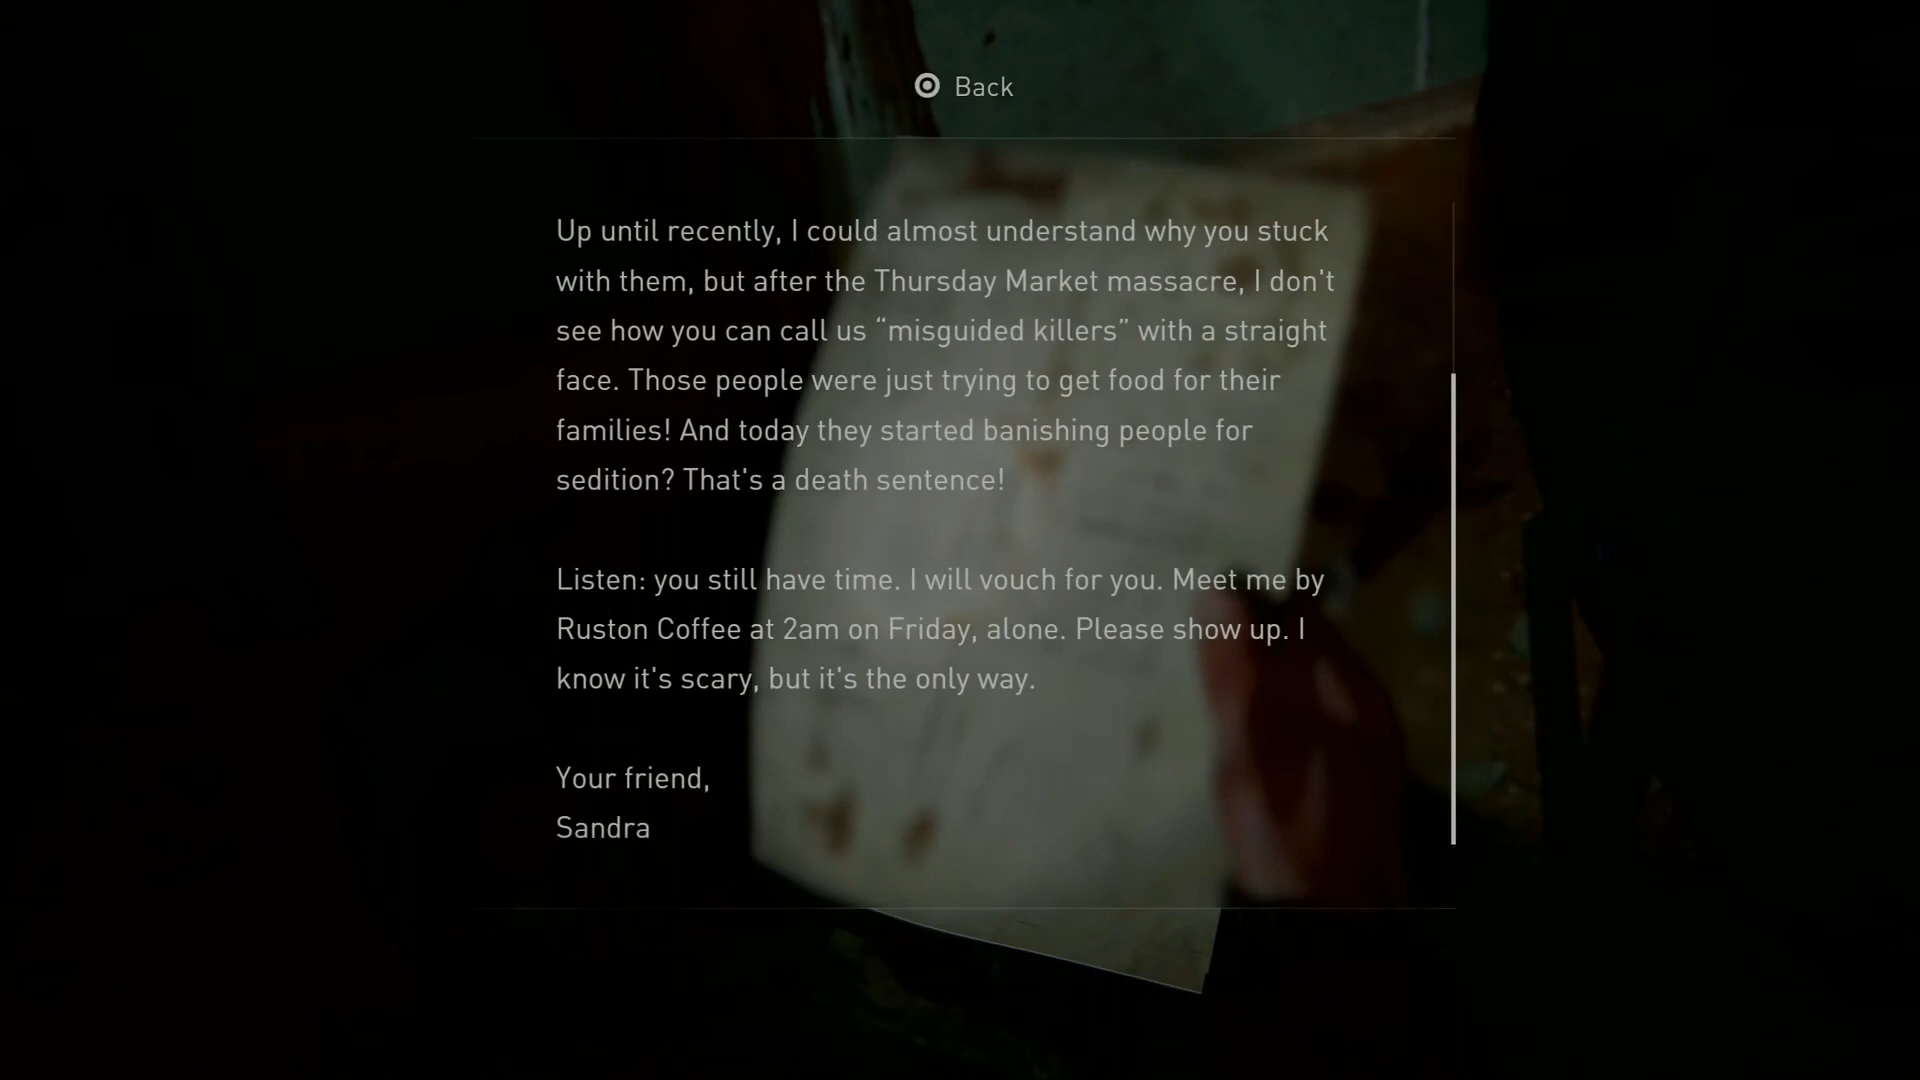 Back
Up until recently, I could almost understand why you stuck
with them, but after the Thursday Market massacre, I don't
see how you can call us “misguided killers” with a straight
face. Those people were just trying to get food for their
families! And today they started banishing people for
sedition? That's a death sentence!
Listen: you still have time. I will vouch for you. Meet me by
Ruston Coffee at 2am on Friday, alone. Please show up. I
know it's scary, but it's the only way.
Your friend,
Sandra